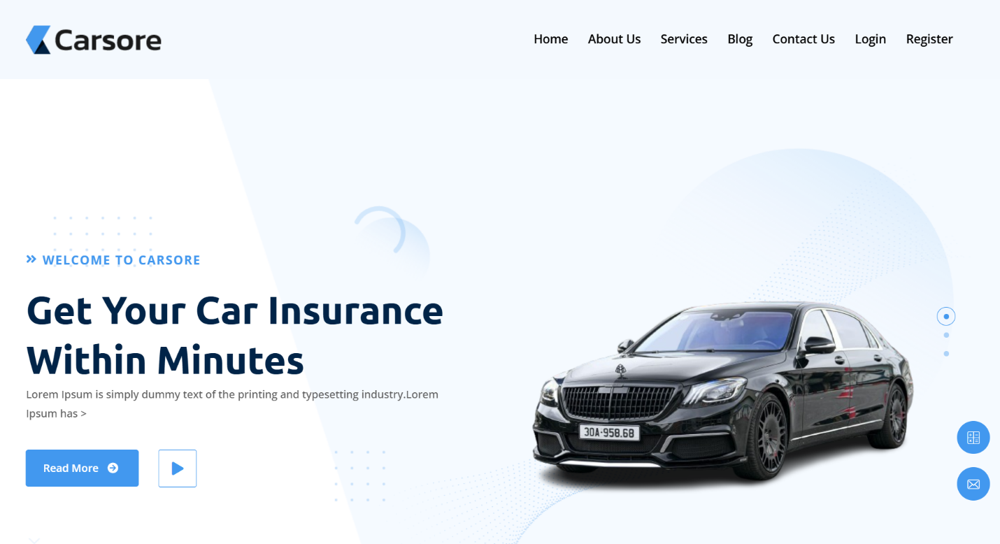 Carsore
Home About Us Services Blog Contact Us Login Register
WELCOME TO CARSORE
Get Your Car Insurance
Within Minutes
Lorem Ipsum is simply dummy text of the printing and typesetting industry.Lorem
Ipsum has >
Read More
30A-958.68